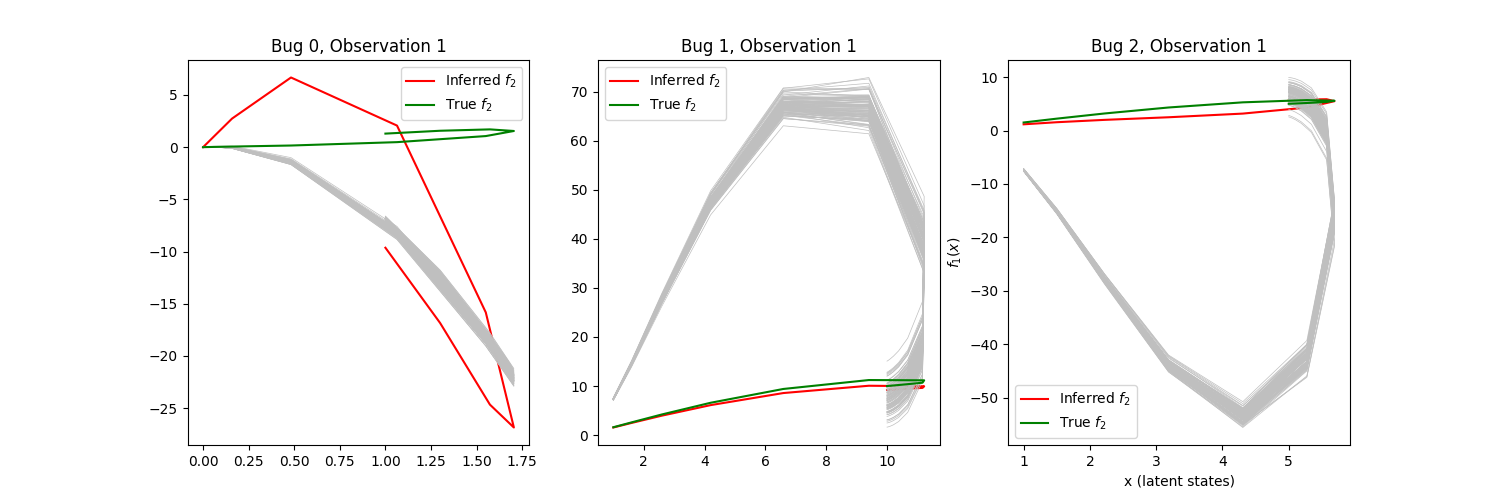 Bug 0, Observation 1
Inferred f₂
True f₂
5
0
−5
−10
−15
−20
−25
0.00 0.25 0.50 0.75 1.00 1.25 1.50 1.75
Bug 1, Observation 1
Inferred f₂
True f₂
70
60
50
40
30
20
10
0
2 4 6 8 10
Bug 2, Observation 1
f₁(x)
10
0
−10
−20
−30
−40
−50
Inferred f₂
True f₂
1 2 3 4 5
x (latent states)